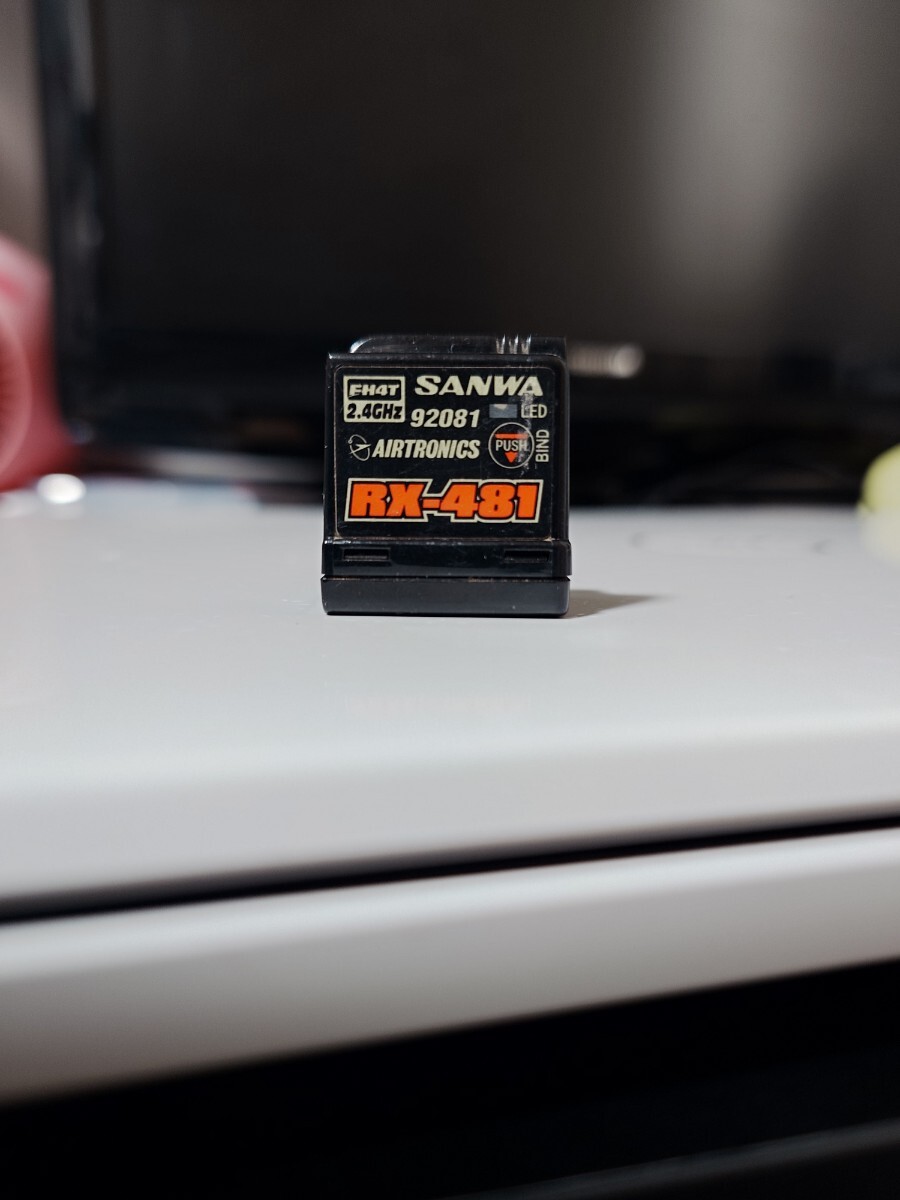 FH4T
2.4GHz
SANWA
92081
LED
AIRTRONICS
PUSH
BIND
RX-481